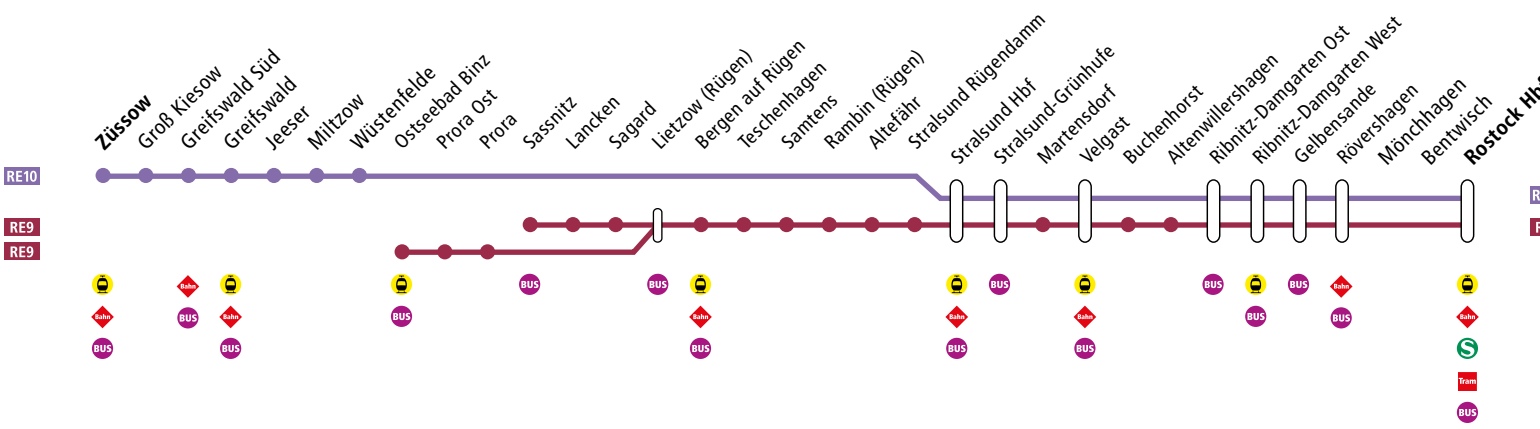 Züssow
Groß Kiesow
Greifswald Süd
Greifswald
Jeeser
Miltzow
Wüstenfelde
Ostseebad Binz
Prora Ost
Prora
Sassnitz
Lancken
Sagard
Lietzow (Rügen)
Bergen auf Rügen
Teschenhagen
Samtens
Rambin (Rügen)
Altefähr
Stralsund Rügendamm
Stralsund Hbf
Stralsund-Grünhufe
Martensdorf
Velgast
Buchenhorst
Altenwillershagen
Ribnitz-Damgarten Ost
Ribnitz-Damgarten West
Gelbensande
Rövershagen
Mönchhagen
Bentwisch
Rostock Hbf
RE10
RE9
RE9
Bahn
BUS
BUS
Bahn
Bahn
BUS
Bahn
BUS
Bahn
Bahn
Bahn
BUS
BUS
BUS
Bahn
Bahn
BUS
BUS
BUS
BUS
BUS
BUS
BUS
S
Tram
BUS